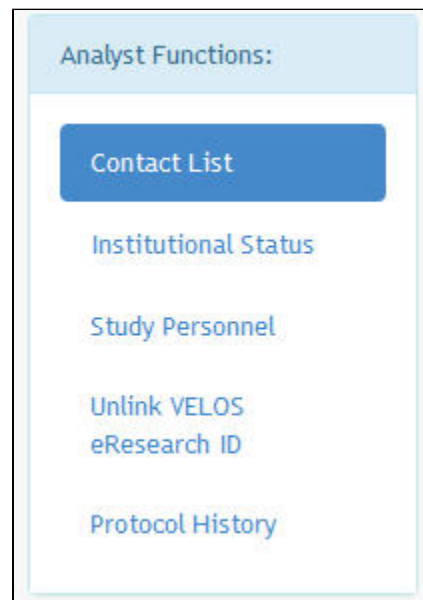 Analyst Functions:
Contact List
Institutional Status
Study Personnel
Unlink VELOS
eResearch ID
Protocol History